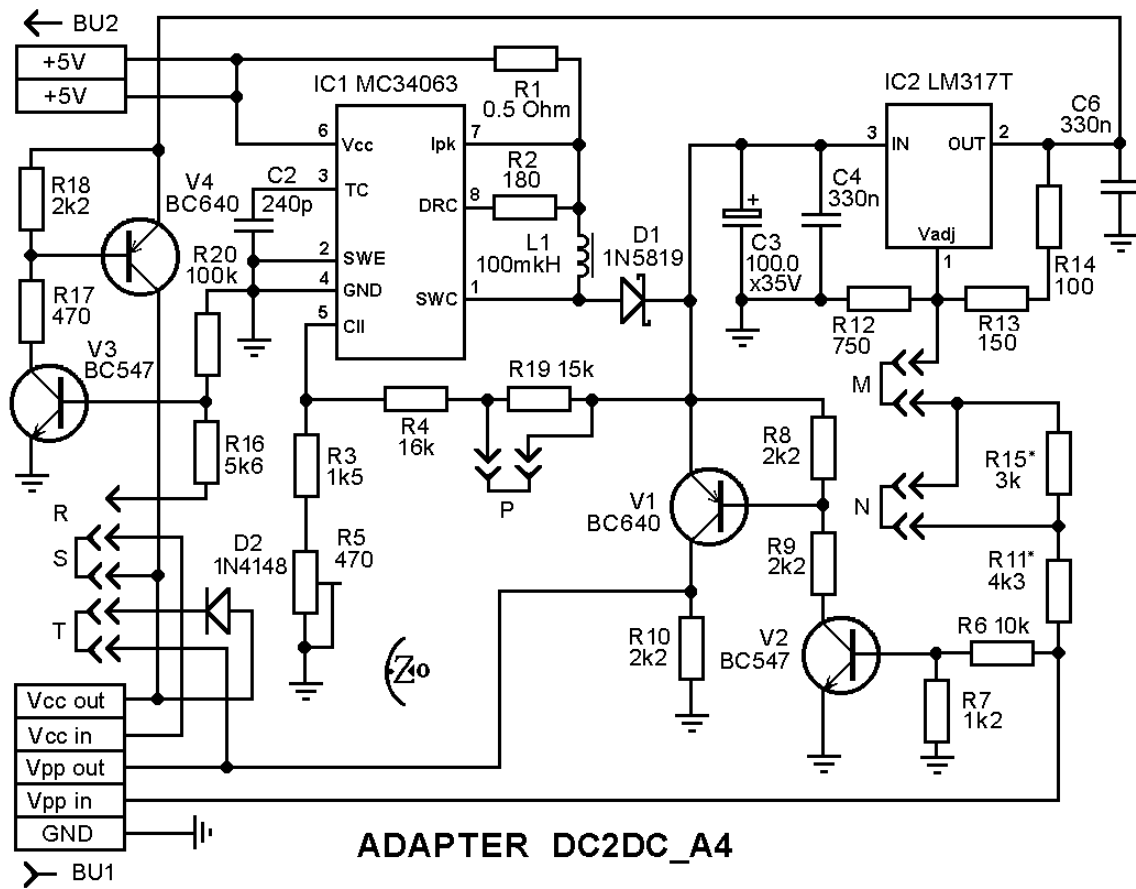 BU2
+5V
+5V
IC1 MC34063
R1
0.5 Ohm
IC2 LM317T
C6
330n
6
Vcc
Ipk
7
3
IN
OUT
2
R18
2k2
V4
BC640
C2
240p
3
TC
R2
180
DRC
8
C4
330n
+
C3
100.0
x35V
Vadj
1
R14
100
R20
100k
2
SWE
L1
100mkH
D1
1N5819
R17
470
4
GND
SWC
1
5
CII
R12
750
R13
150
V3
BC547
M
R19 15k
R4
16k
R8
2k2
R16
5k6
R3
1k5
R15*
3k
P
N
R
V1
BC640
S
D2
1N4148
R5
470
R9
2k2
R11*
4k3
T
R10
2k2
V2
BC547
R6 10k
Zo
R7
1k2
Vcc out
Vcc in
Vpp out
Vpp in
GND
ADAPTER DC2DC_A4
BU1